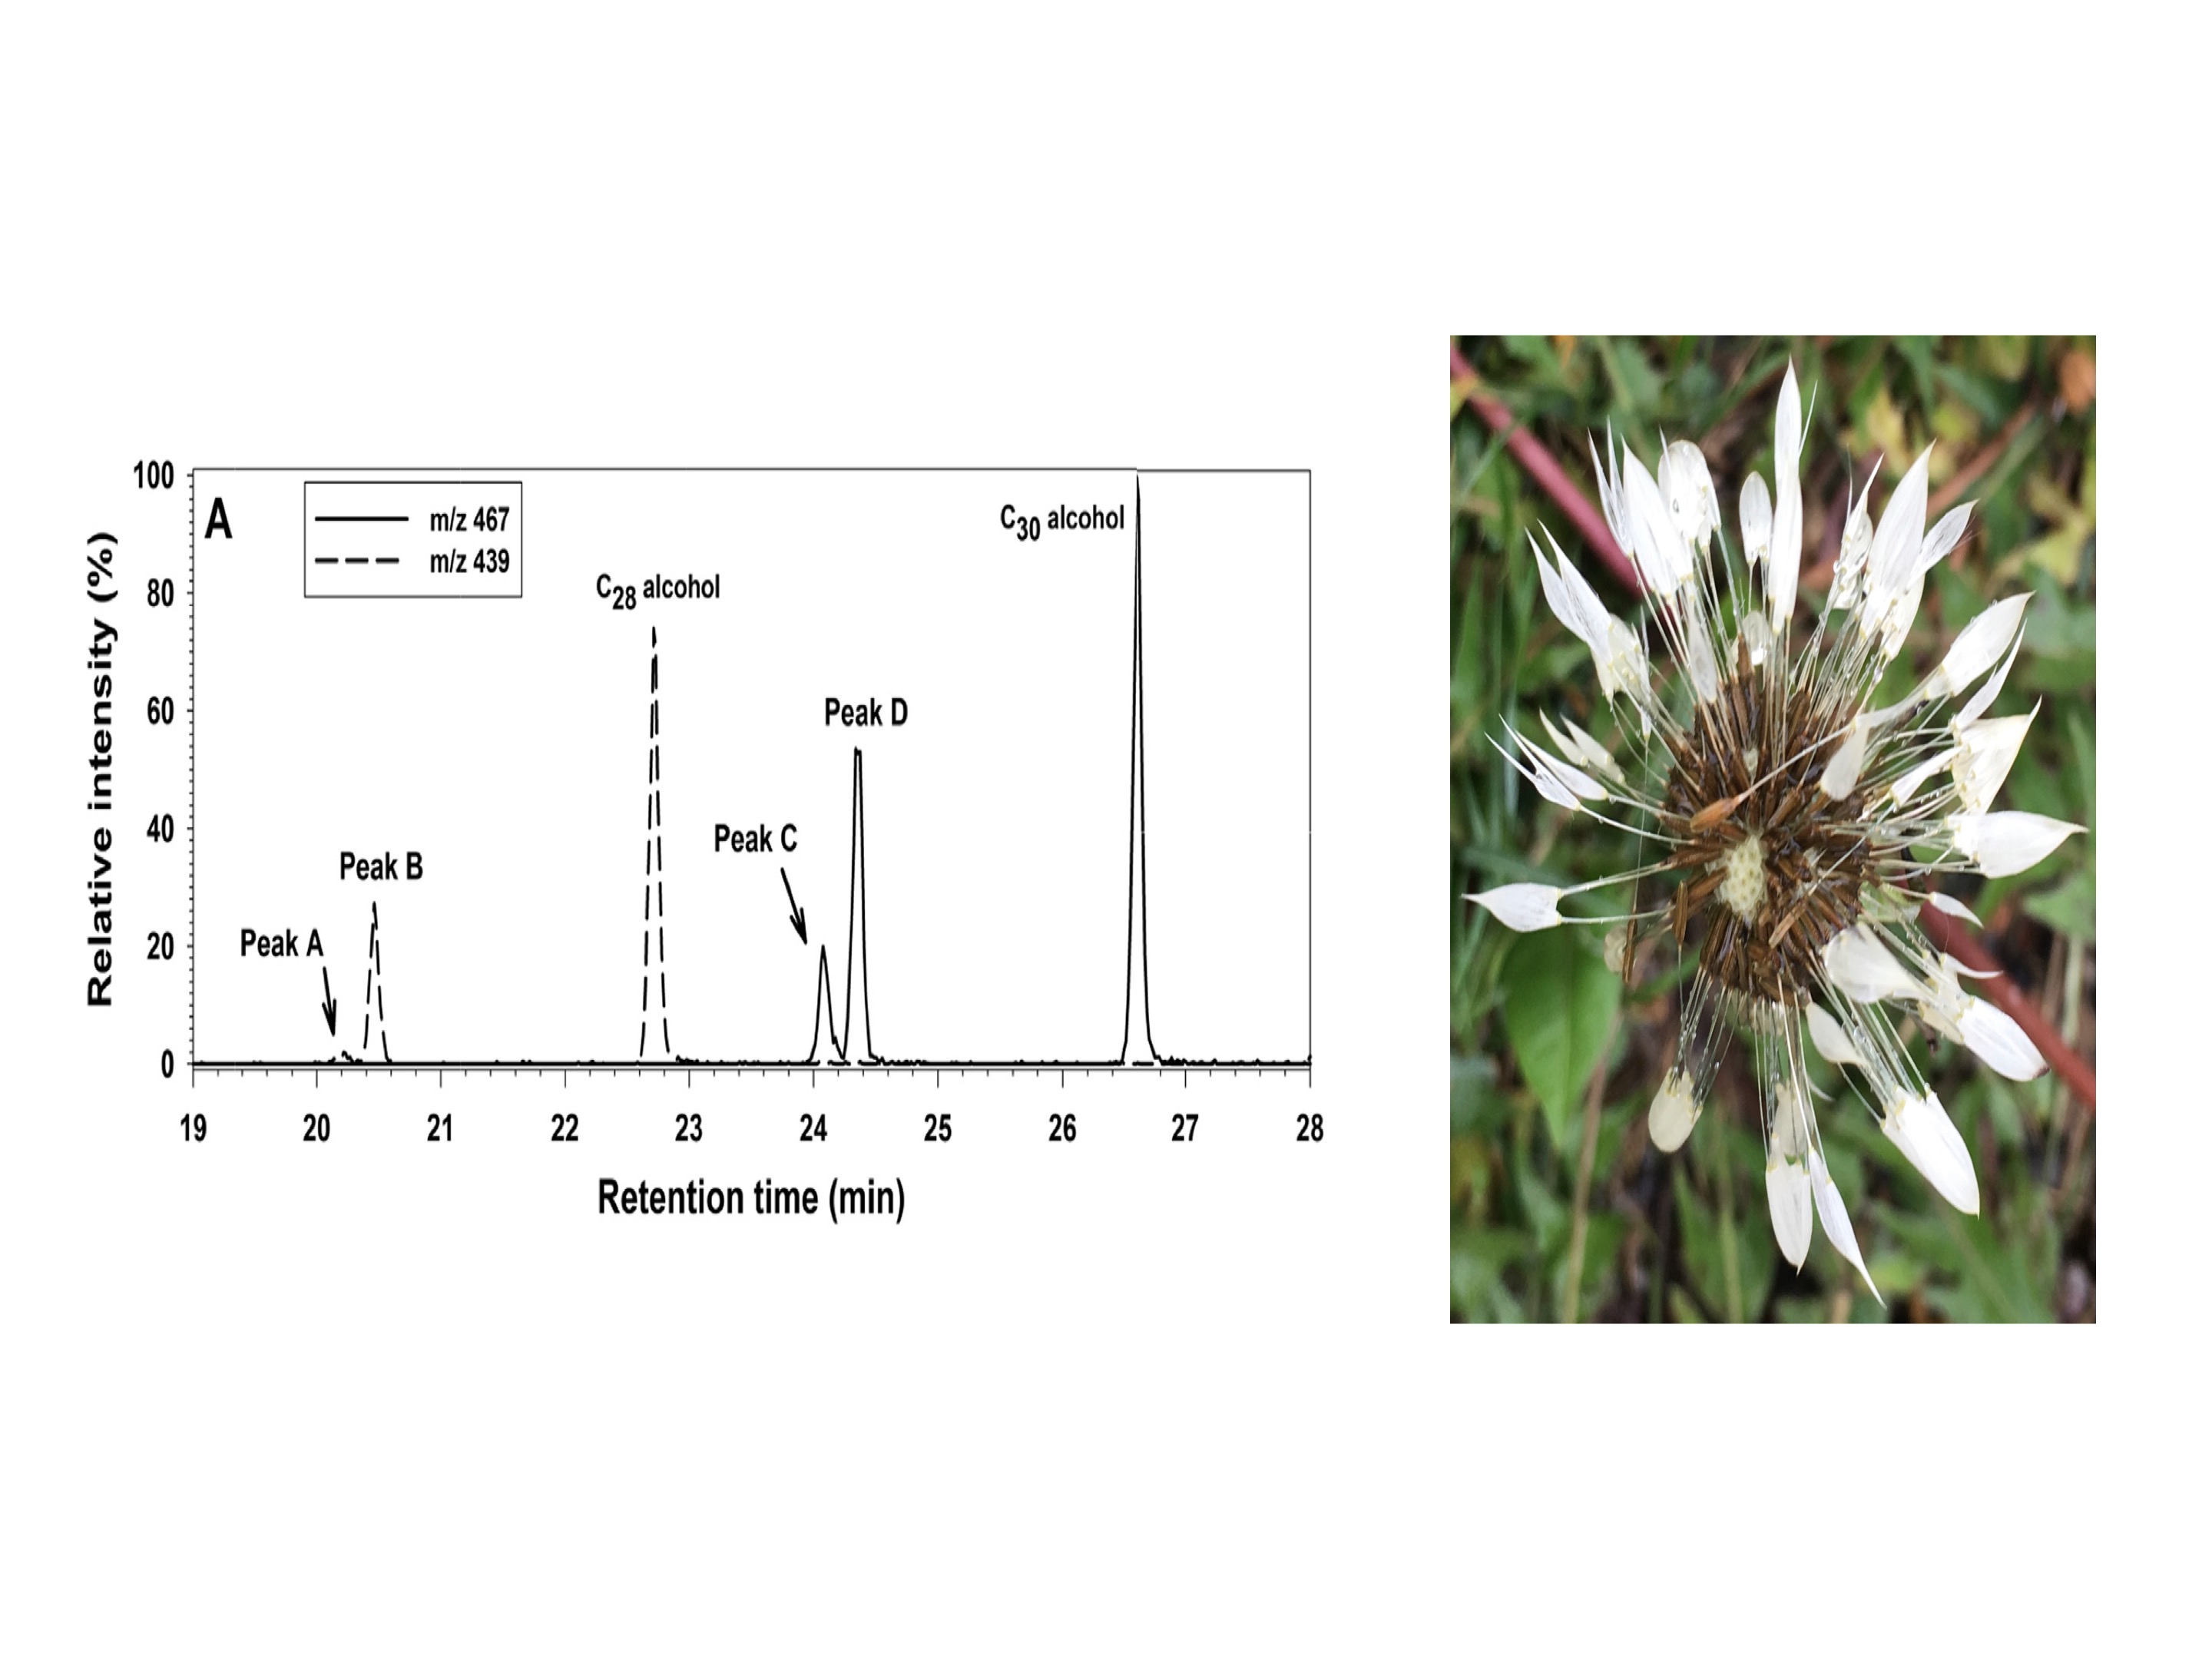 A
m/z 467
m/z 439
Relative intensity (%)
100
80
60
40
20
0
Peak A
Peak B
C28 alcohol
Peak C
Peak D
C30 alcohol
19 20 21 22 23 24 25 26 27 28
Retention time (min)